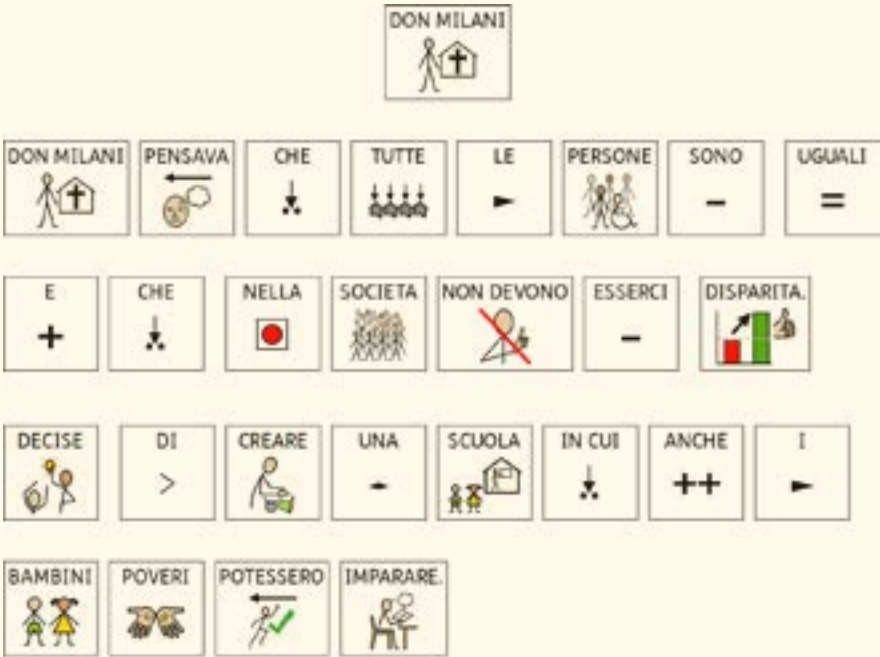 DON MILANI
DON MILANI PENSAVA CHE TUTTE LE PERSONE SONO UGUALI
E CHE NELLA SOCIETA NON DEVONO ESSERCI DISPARITA.
DECISE DI CREARE UNA SCUOLA IN CUI ANCHE I
BAMBINI POVERI POTESSERO IMPARARE.